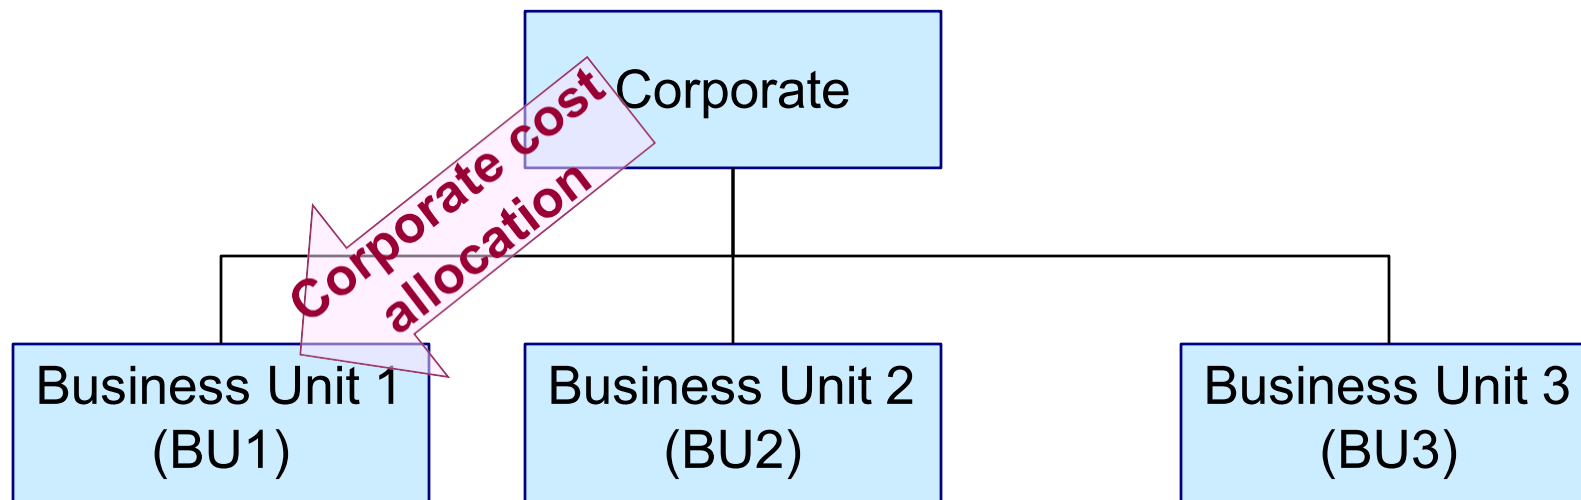 Corporate
Corporate cost
allocation
Business Unit 1
(BU1)
Business Unit 2
(BU2)
Business Unit 3
(BU3)